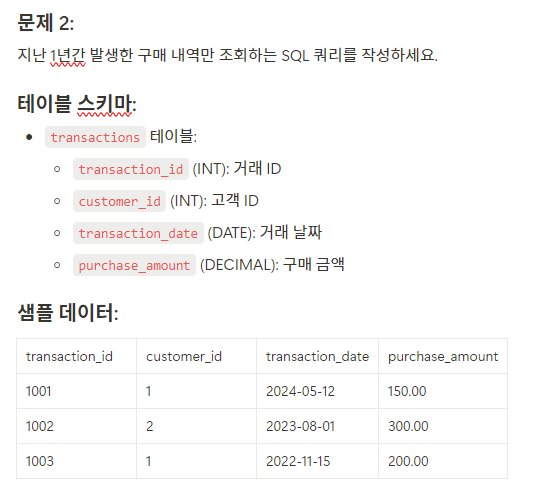 문제 2:
지난 1년간 발생한 구매 내역만 조회하는 SQL 쿼리를 작성하세요.
테이블 스키마:
transactions 테이블:
transaction_id (INT): 거래 ID
customer_id (INT): 고객 ID
transaction_date (DATE): 거래 날짜
purchase_amount (DECIMAL): 구매 금액
샘플 데이터:
transaction_id customer_id transaction_date purchase_amount
1001 1 2024-05-12 150.00
1002 2 2023-08-01 300.00
1003 1 2022-11-15 200.00